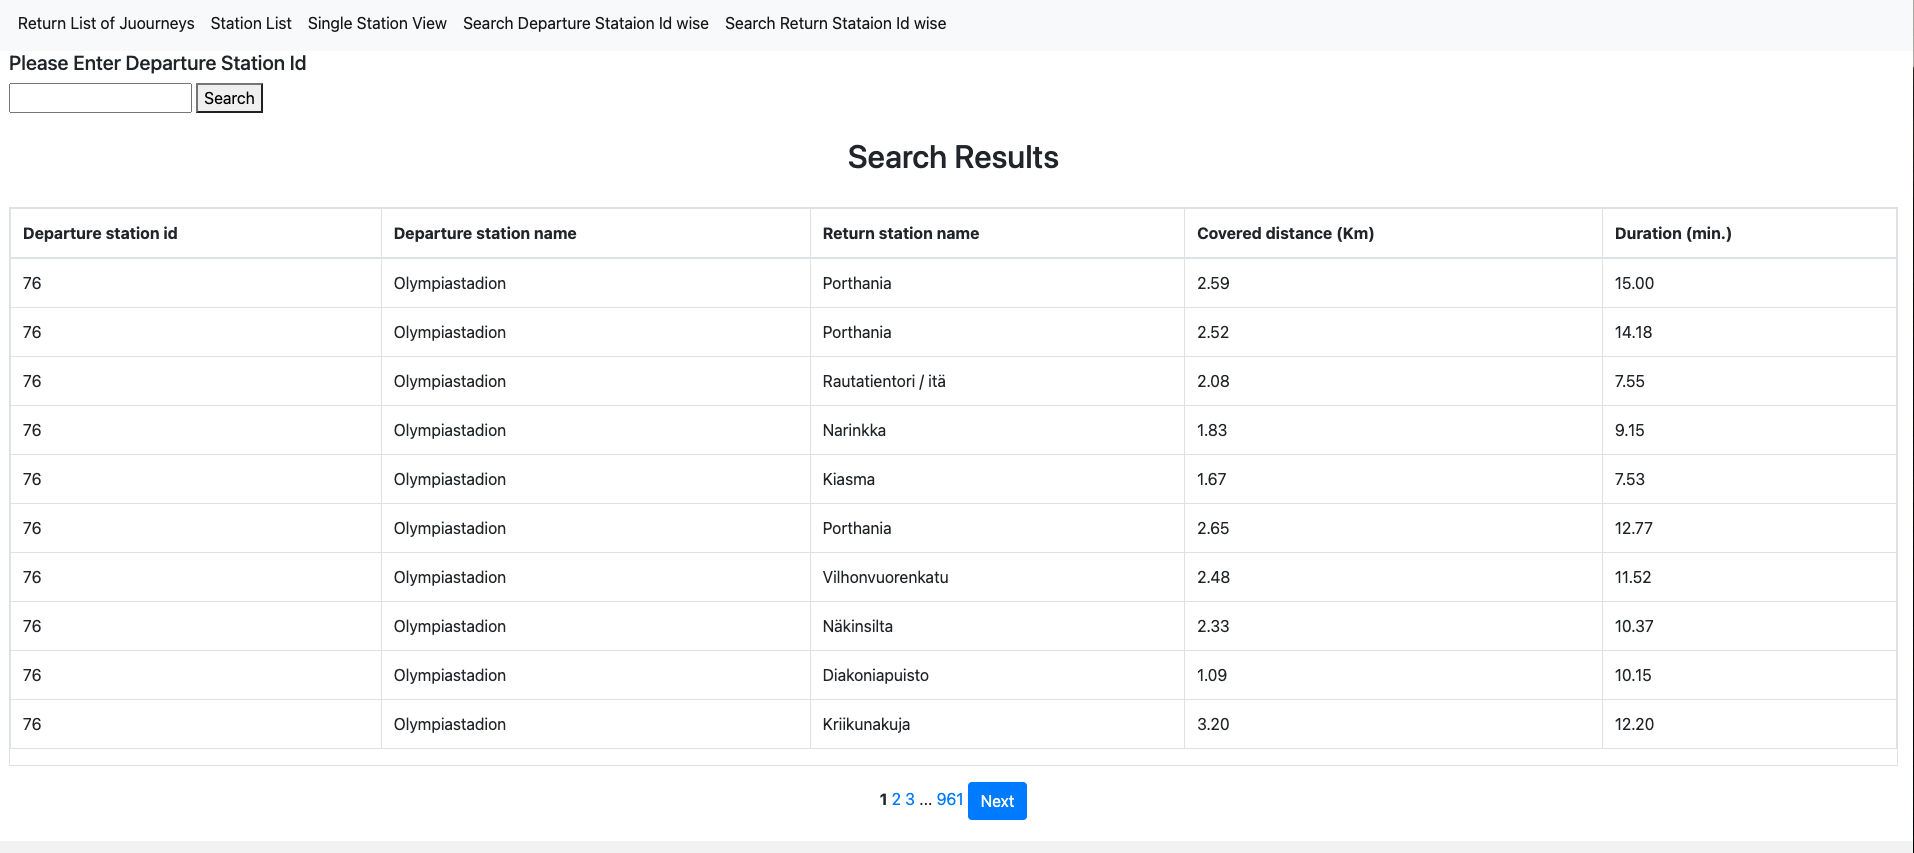 Return List of Juourneys Station List Single Station View Search Departure Stataion Id wise Search Return Stataion Id wise
Please Enter Departure Station Id
Search
Search Results
Departure station id Departure station name Return station name Covered distance (Km) Duration (min.)
76 Olympiastadion Porthania 2.59 15.00
76 Olympiastadion Porthania 2.52 14.18
76 Olympiastadion Rautatientori / itä 2.08 7.55
76 Olympiastadion Narinkka 1.83 9.15
76 Olympiastadion Kiasma 1.67 7.53
76 Olympiastadion Porthania 2.65 12.77
76 Olympiastadion Vilhonvuorenkatu 2.48 11.52
76 Olympiastadion Näkinsilta 2.33 10.37
76 Olympiastadion Diakoniapuisto 1.09 10.15
76 Olympiastadion Kriikunakuja 3.20 12.20
1 2 3 ... 961 Next